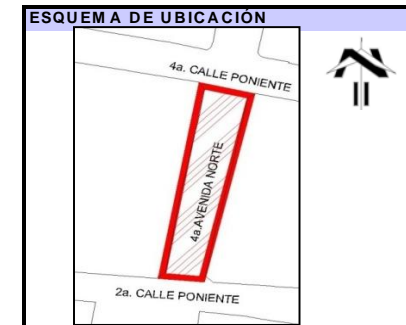 ESQUEMA DE UBICACIÓN
4a. CALLE PONIENTE
4a.AVENIDA NORTE
2a. CALLE PONIENTE